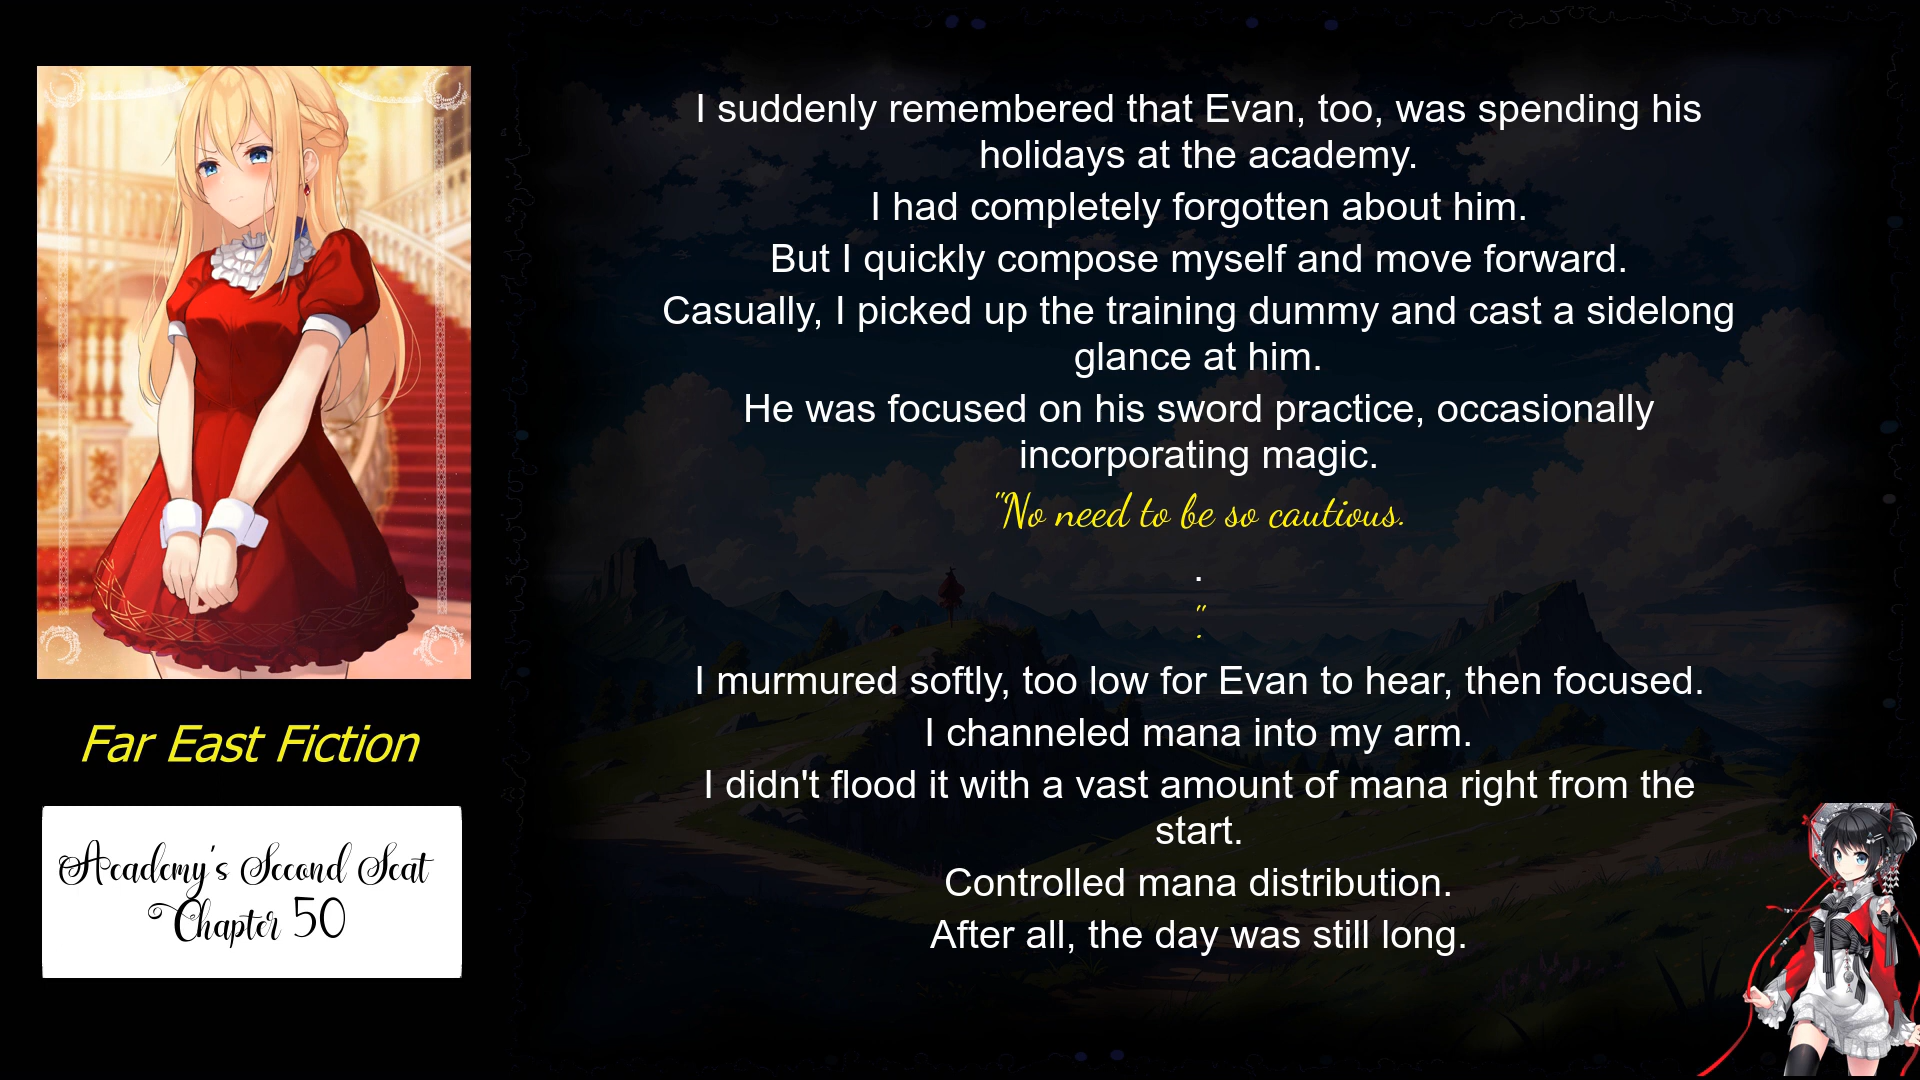 I suddenly remembered that Evan, too, was spending his
holidays at the academy.
I had completely forgotten about him.
But I quickly compose myself and move forward.
Casually, I picked up the training dummy and cast a sidelong
glance at him.
He was focused on his sword practice, occasionally
incorporating magic.
"No need to be so cautious.
.
".
I murmured softly, too low for Evan to hear, then focused.
I channeled mana into my arm.
I didn't flood it with a vast amount of mana right from the
start.
Controlled mana distribution.
After all, the day was still long.
Far East Fiction
Academy's Second Seat
Chapter 50